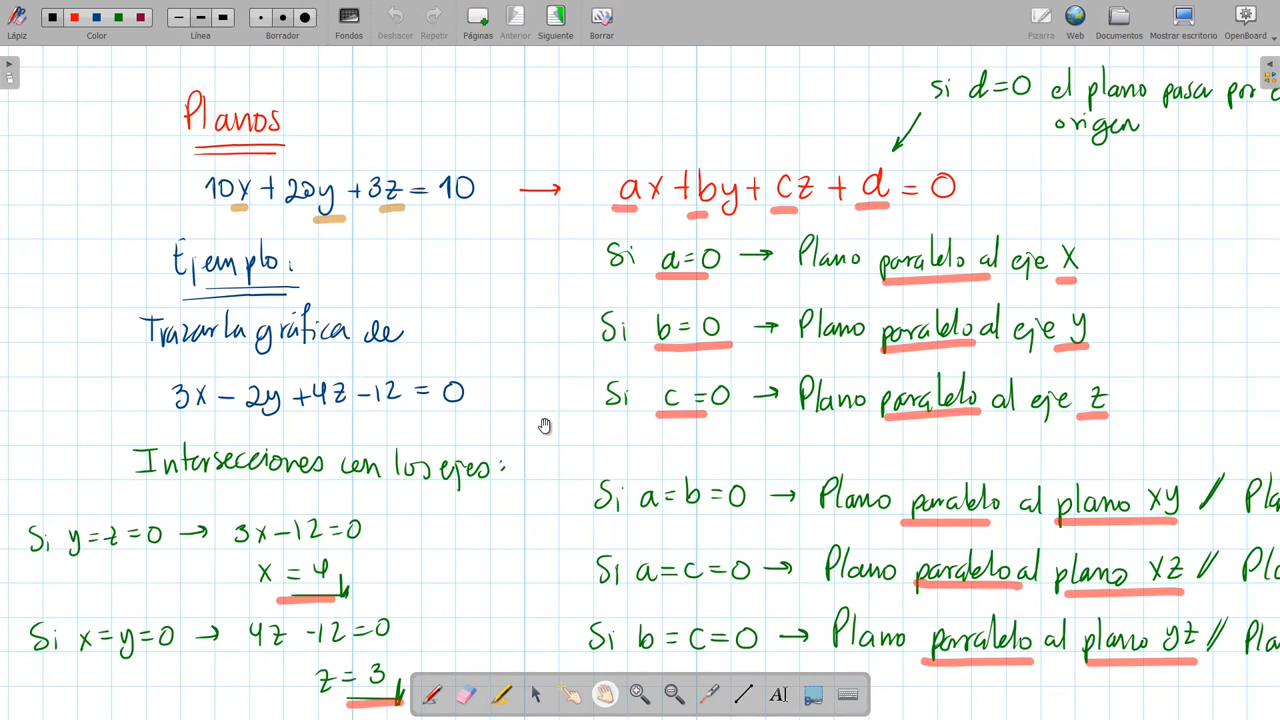 Lápiz
Color
Línea
Borrador
Fondos
Deshacer
Repetir
Páginas
Anterior
Siguiente
Borrar
Pizarra
Web
Documentos
Mostrar escritorio
OpenBoard
si d=0 el plano pasa por
origen
Planos
10x + 20y + 3z = 10 → ax + by + cz + d = 0
Ejemplo:
Trazar la gráfica de
3x - 2y + 4z - 12 = 0
Intersecciones con los ejes:
Si y=z=0 → 3x-12=0
x = 4
Si x=y=0 → 4z -12=0
z = 3
Si a=0 → Plano paralelo al eje x
Si b=0 → Plano paralelo al eje y
Si c=0 → Plano paralelo al eje z
Si a=b=0 → Plano paralelo al plano xy //
Si a=c=0 → Plano paralelo al plano xz //
Si b=c=0 → Plano paralelo al plano yz //
AI